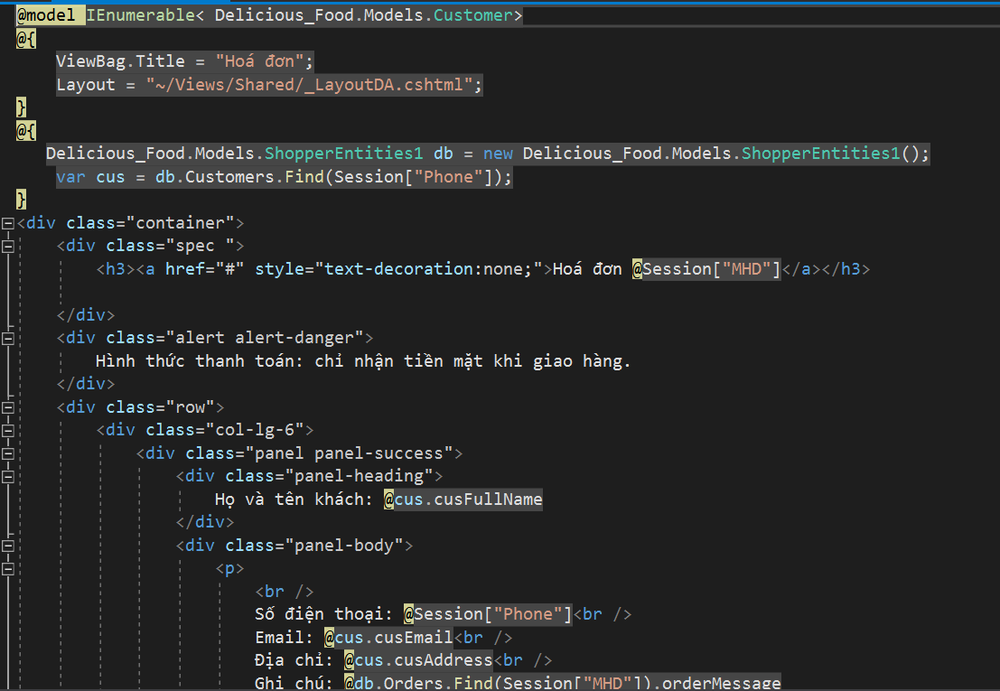 @model IEnumerable< Delicious_Food.Models.Customer>
@{
ViewBag.Title = "Hoá đơn";
Layout = "~/Views/Shared/_LayoutDA.cshtml";
}
@{
Delicious_Food.Models.ShopperEntities1 db = new Delicious_Food.Models.ShopperEntities1();
var cus = db.Customers.Find(Session["Phone"]);
}
<div class="container">
<div class="spec ">
<h3><a href="#" style="text-decoration:none;">Hoá đơn @Session["MHD"]</a></h3>
</div>
<div class="alert alert-danger">
Hình thức thanh toán: chỉ nhận tiền mặt khi giao hàng.
</div>
<div class="row">
<div class="col-lg-6">
<div class="panel panel-success">
<div class="panel-heading">
Họ và tên khách: @cus.cusFullName
</div>
<div class="panel-body">
<p>
<br />
Số điện thoại: @Session["Phone"]<br />
Email: @cus.cusEmail<br />
Địa chỉ: @cus.cusAddress<br />
Ghi chú: @db.Orders.Find(Session["MHD"]).orderMessage